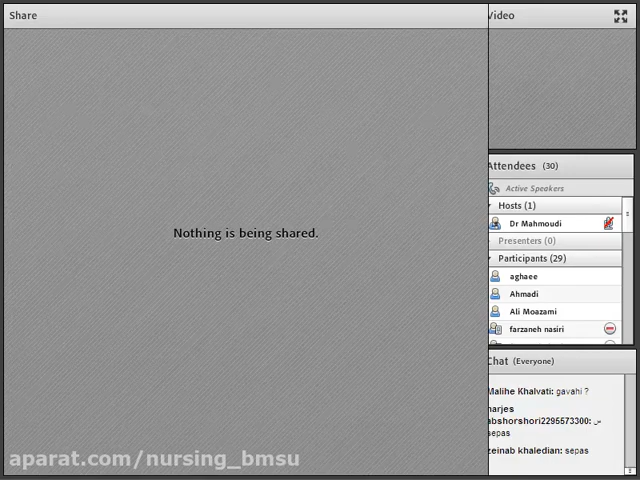 Share
Nothing is being shared.
Video
Attendees (30)
Active Speakers
Hosts (1)
Dr Mahmoudi
Presenters (0)
Participants (29)
aghaee
Ahmadi
Ali Moazami
farzaneh nasiri
Chat (Everyone)
Malihe Khalvati: gavahi ?
narjes
abshorshori2295573300:
sepas
zeinab khaledian: sepas
aparat.com/nursing_bmsu